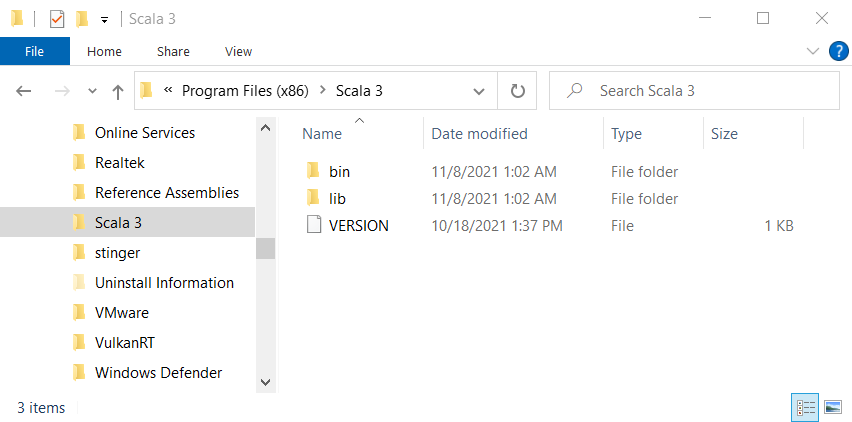 Scala 3
File Home Share View ?
« Program Files (x86) > Scala 3
Search Scala 3
Online Services
Realtek
Reference Assemblies
Scala 3
stinger
Uninstall Information
VMware
VulkanRT
Windows Defender
Name Date modified Type Size
bin 11/8/2021 1:02 AM File folder
lib 11/8/2021 1:02 AM File folder
VERSION 10/18/2021 1:37 PM File 1 KB
3 items